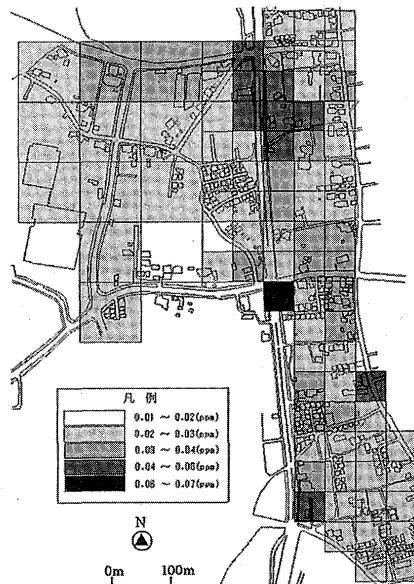 凡例
0.01 ～ 0.02(ppm)
0.02 ～ 0.03(ppm)
0.03 ～ 0.04(ppm)
0.04 ～ 0.06(ppm)
0.06 ～ 0.07(ppm)
N
0m 100m